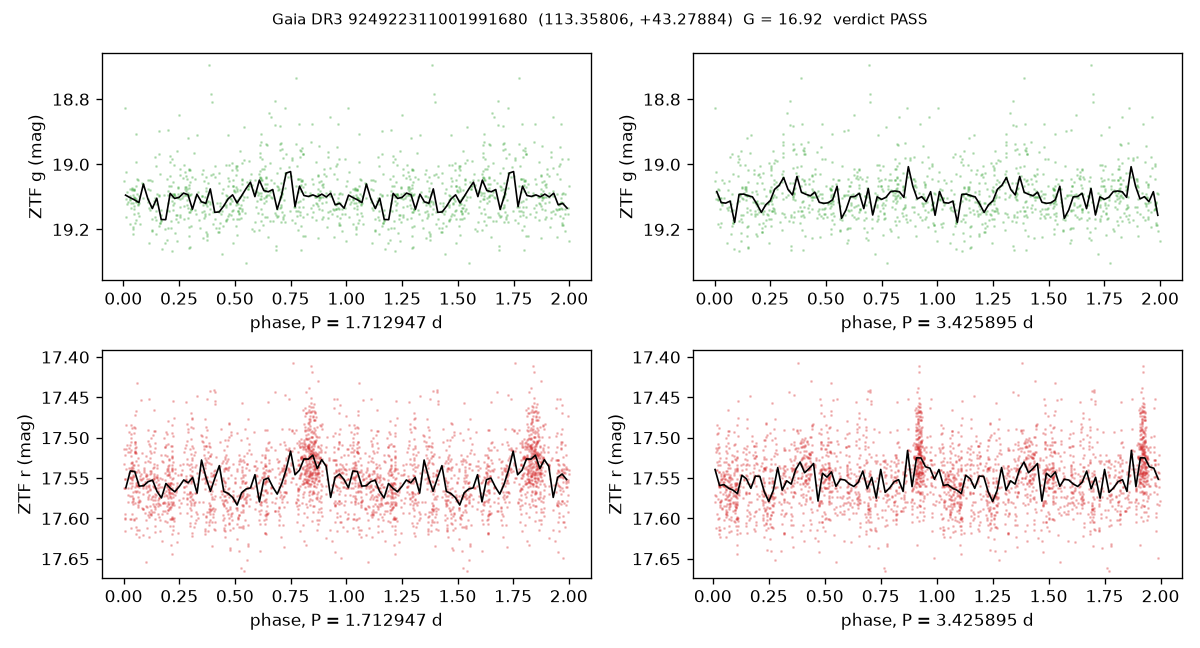 Gaia DR3 924922311001991680 (113.35806, +43.27884) G = 16.92 verdict PASS
ZTF g (mag)
18.8
19.0
19.2
0.00 0.25 0.50 0.75 1.00 1.25 1.50 1.75 2.00
phase, P = 1.712947 d
ZTF g (mag)
18.8
19.0
19.2
0.00 0.25 0.50 0.75 1.00 1.25 1.50 1.75 2.00
phase, P = 3.425895 d
ZTF r (mag)
17.40
17.45
17.50
17.55
17.60
17.65
0.00 0.25 0.50 0.75 1.00 1.25 1.50 1.75 2.00
phase, P = 1.712947 d
ZTF r (mag)
17.40
17.45
17.50
17.55
17.60
17.65
0.00 0.25 0.50 0.75 1.00 1.25 1.50 1.75 2.00
phase, P = 3.425895 d